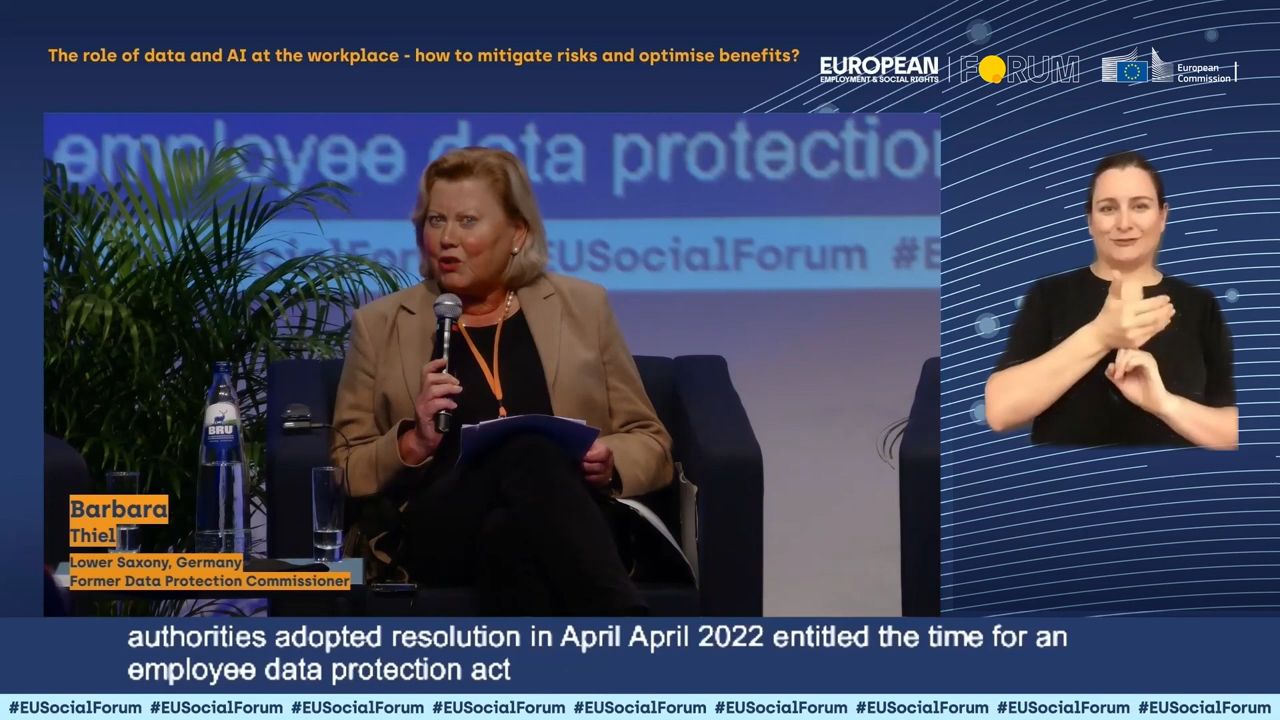 The role of data and AI at the workplace - how to mitigate risks and optimise benefits?
EUROPEAN
EMPLOYMENT & SOCIAL RIGHTS
FORUM
European
Commission
employee data protection
#EUSocialForum #E
BRU
Barbara
Thiel
Lower Saxony, Germany
Former Data Protection Commissioner
authorities adopted resolution in April April 2022 entitled the time for an
employee data protection act
#EUSocialForum #EUSocialForum #EUSocialForum #EUSocialForum #EUSocialForum #EUSocialForum #EUSocialForum #EUSocialForum #EUSocialForum